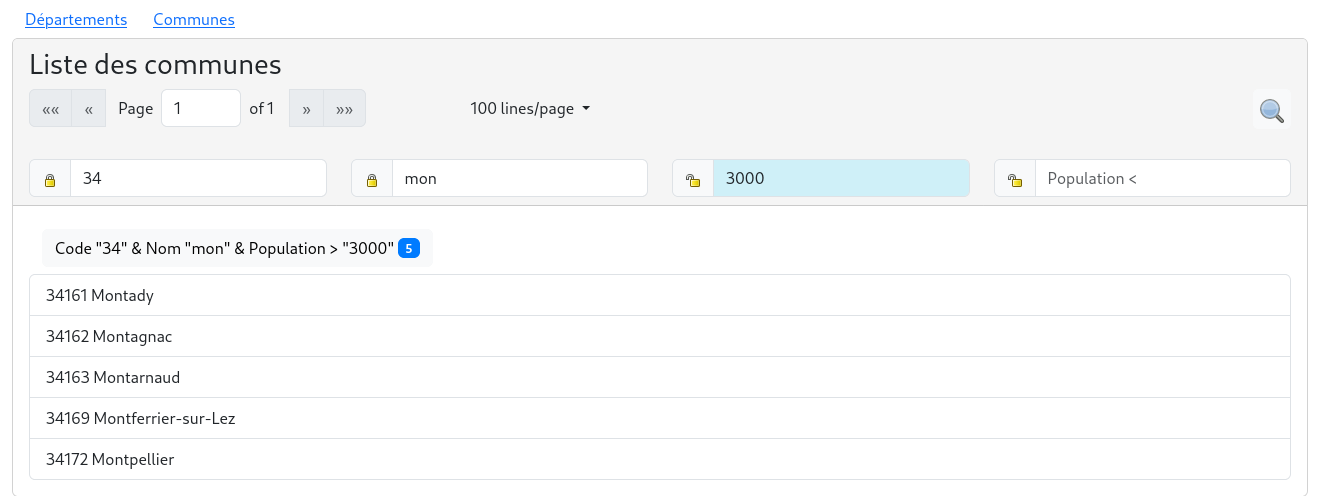 Départements Communes
Liste des communes
«« « Page 1 of 1 » »» 100 lines/page
34 mon 3000 Population <
Code "34" & Nom "mon" & Population > "3000" 5
34161 Montady
34162 Montagnac
34163 Montarnaud
34169 Montferrier-sur-Lez
34172 Montpellier